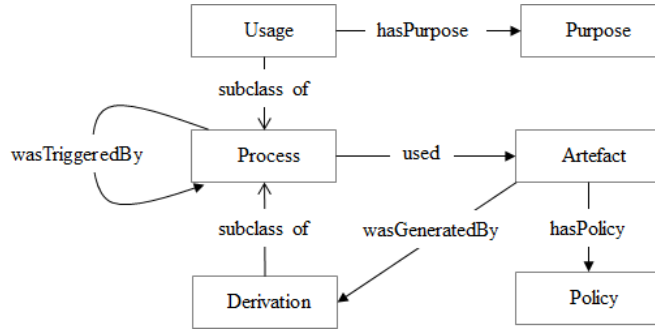 Usage
hasPurpose
Purpose
subclass of
wasTriggeredBy
Process
used
Artefact
subclass of
wasGeneratedBy
hasPolicy
Derivation
Policy